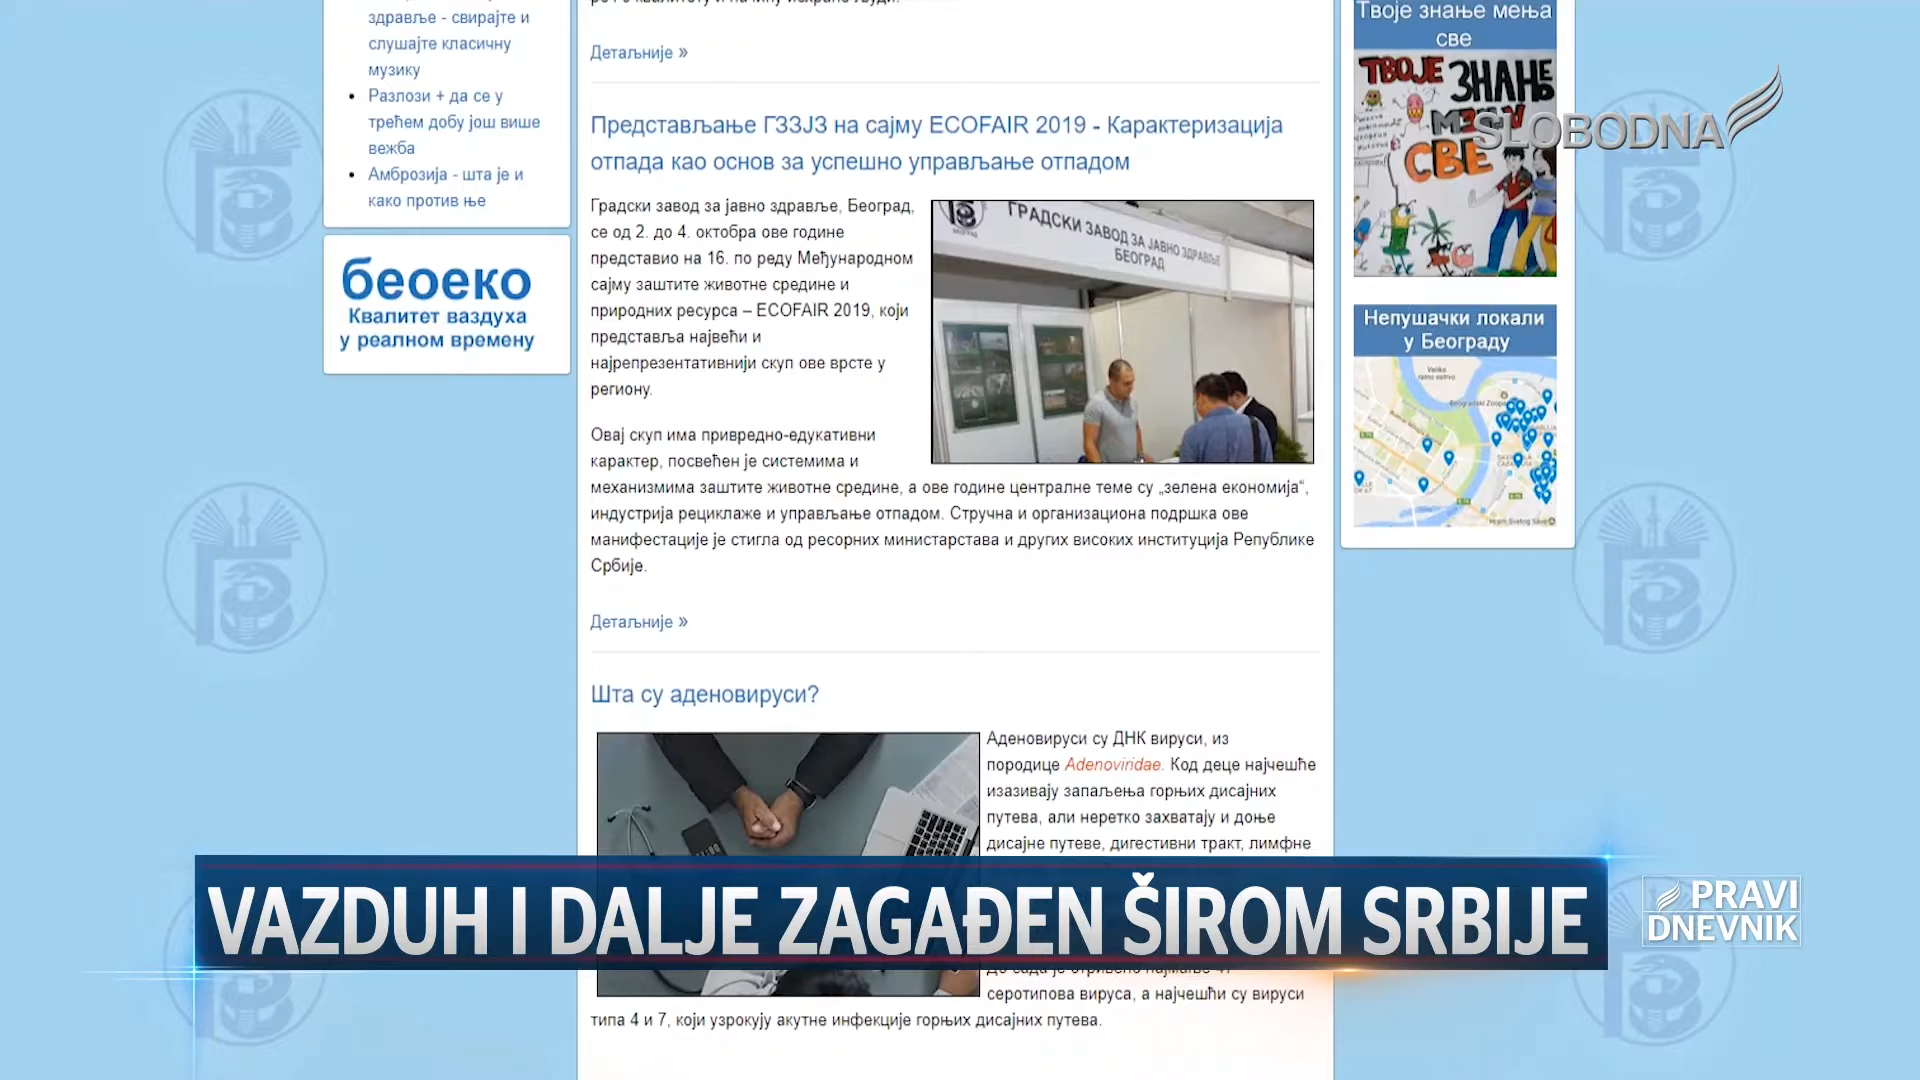 здравље - свирајте и
слушајте класичну
музику
Разлози + да се у
трећем добу још више
вежба
Амброзија - шта је и
како против ње
беоеко
Квалитет ваздуха
у реалном времену
Детаљније »
Представљање ГЗЗЈЗ на сајму ECOFAIR 2019 - Карактеризација
отпада као основ за успешно управљање отпадом
Градски завод за јавно здравље, Београд,
се од 2. до 4. октобра ове године
представио на 16. по реду Међународном
сајму заштите животне средине и
природних ресурса – ECOFAIR 2019, који
представља највећи и
најрепрезентативнији скуп ове врсте у
региону.
ГРАДСКИ ЗАВОД ЗА ЈАВНО ЗДРАВЉЕ
БЕОГРАД
Овај скуп има привредно-едукативни
карактер, посвећен је системима и
механизмима заштите животне средине, а ове године централне теме су „зелена економија“,
индустрија рециклаже и управљање отпадом. Стручна и организациона подршка ове
манифестације је стигла од ресорних министарстава и других високих институција Републике
Србије.
Детаљније »
Шта су аденовируси?
Аденовируси су ДНК вируси, из
породице Adenoviridae. Код деце најчешће
изазивају запаљења горњих дисајних
путева, али неретко захватају и доње
дисајне путеве, дигестивни тракт, лимфне
серотипова вируса, а најчешћи су вируси
типа 4 и 7, који узрокују акутне инфекције горњих дисајних путева.
Твоје знање мења
све
ТВОЈЕ
ЗНАЊЕ
СВЕ
SLOBODNA
Непушачки локали
у Београду
VAZDUH I DALJE ZAGAĐEN ŠIROM SRBIJE
PRAVI
DNEVNIK